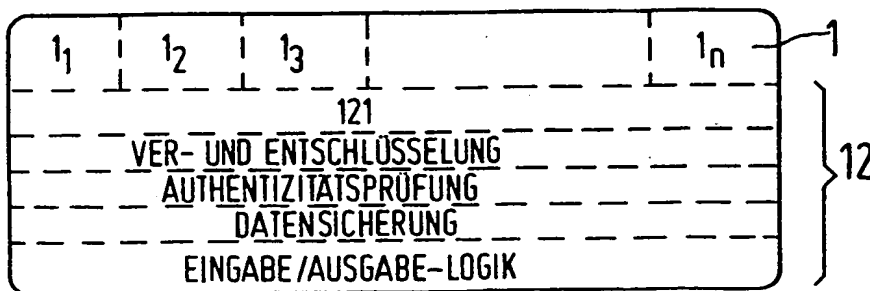 1₁ 1₂ 1₃ 1ₙ 1
121
VER- UND ENTSCHLÜSSELUNG
12
AUTHENTIZITÄTSPRÜFUNG
DATENSICHERUNG
EINGABE/AUSGABE-LOGIK